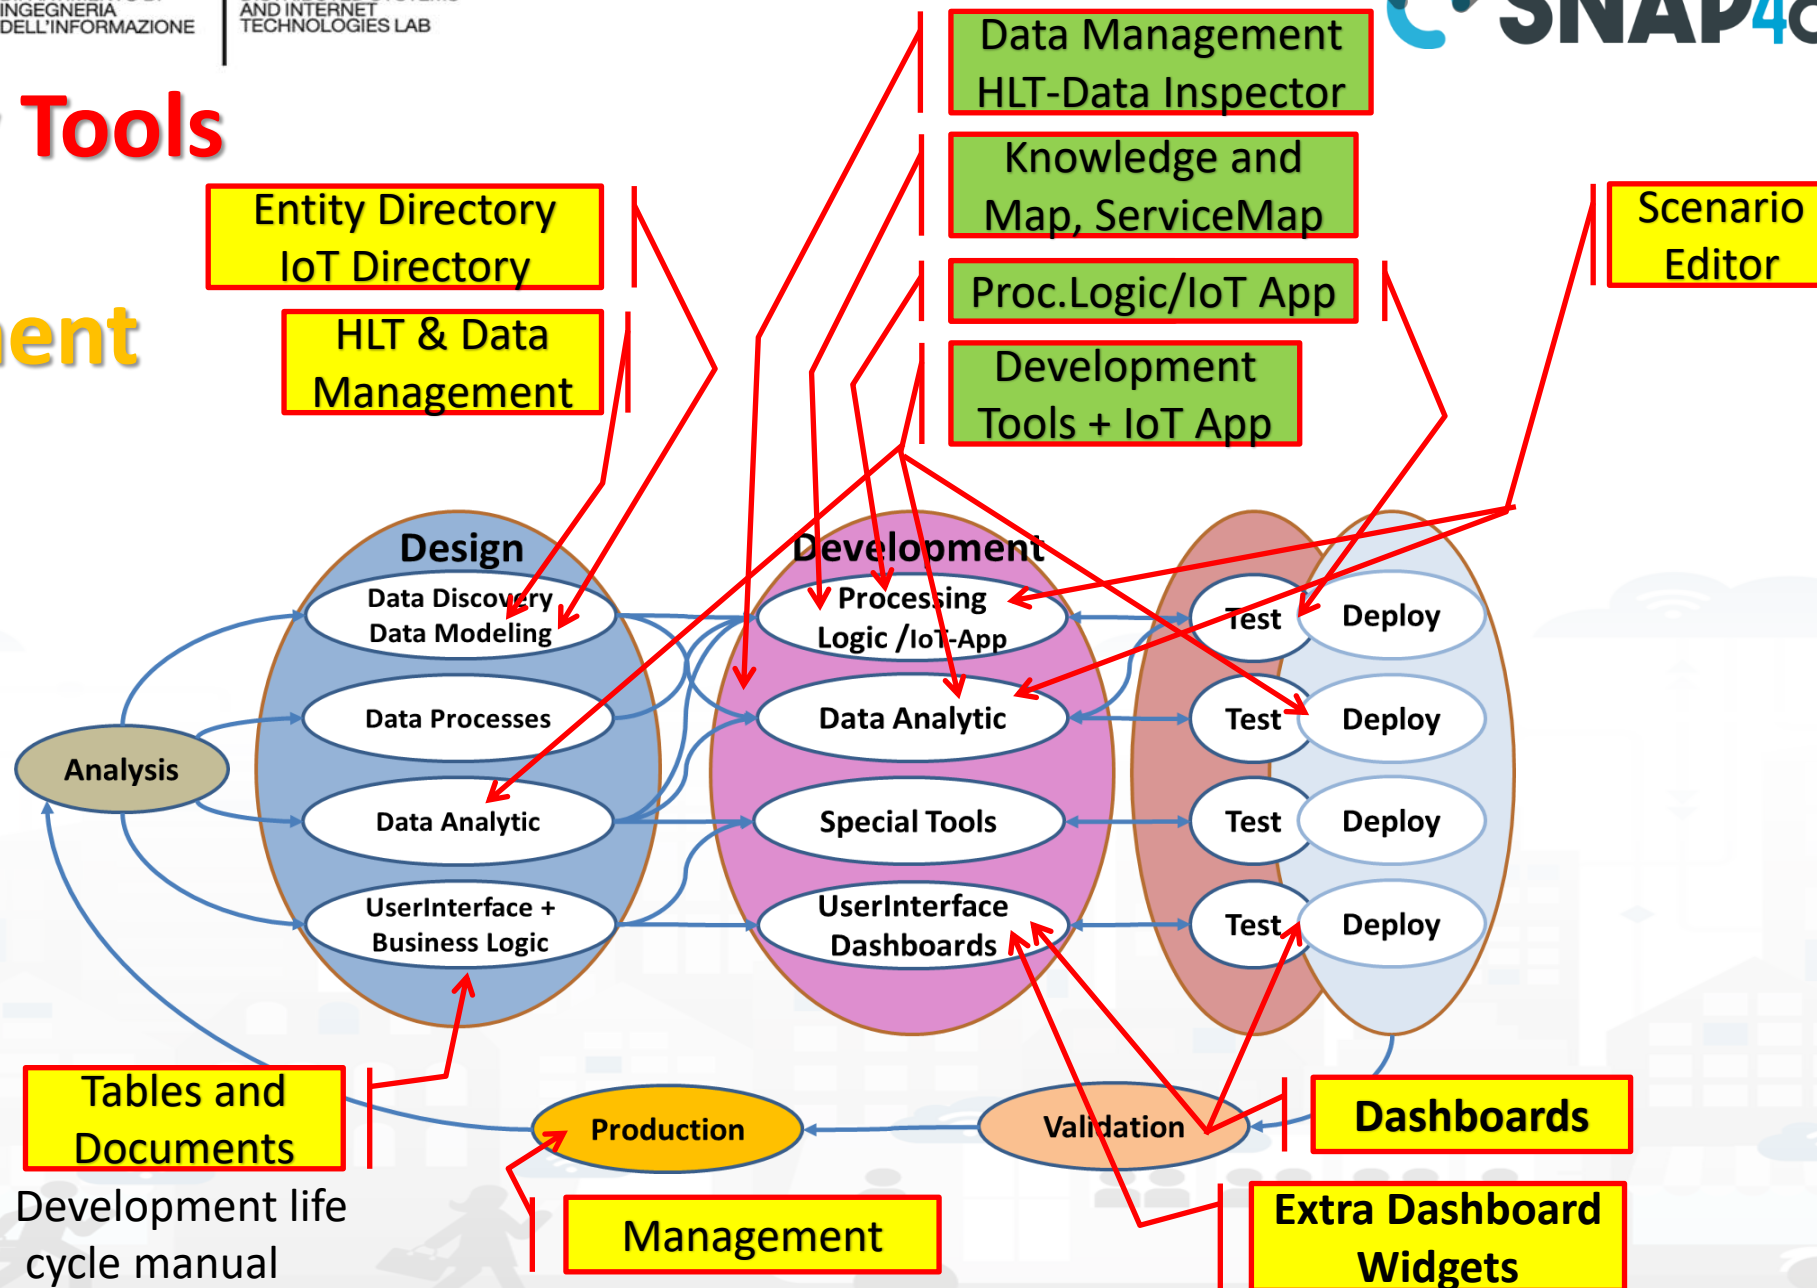 INGEGNERIA
DELL'INFORMAZIONE
AND INTERNET
TECHNOLOGIES LAB
SNAP4
Tools
Data Management
HLT-Data Inspector
Knowledge and
Map, ServiceMap
Entity Directory
IoT Directory
Scenario
Editor
Proc.Logic/IoT App
HLT & Data
Management
Development
Tools + IoT App
Design
Development
Data Discovery
Data Modeling
Processing
Logic /IoT-App
Test
Deploy
Data Processes
Data Analytic
Test
Deploy
Analysis
Data Analytic
Special Tools
Test
Deploy
UserInterface +
Business Logic
UserInterface
Dashboards
Test
Deploy
Tables and
Documents
Production
Validation
Dashboards
Development life
cycle manual
Management
Extra Dashboard
Widgets